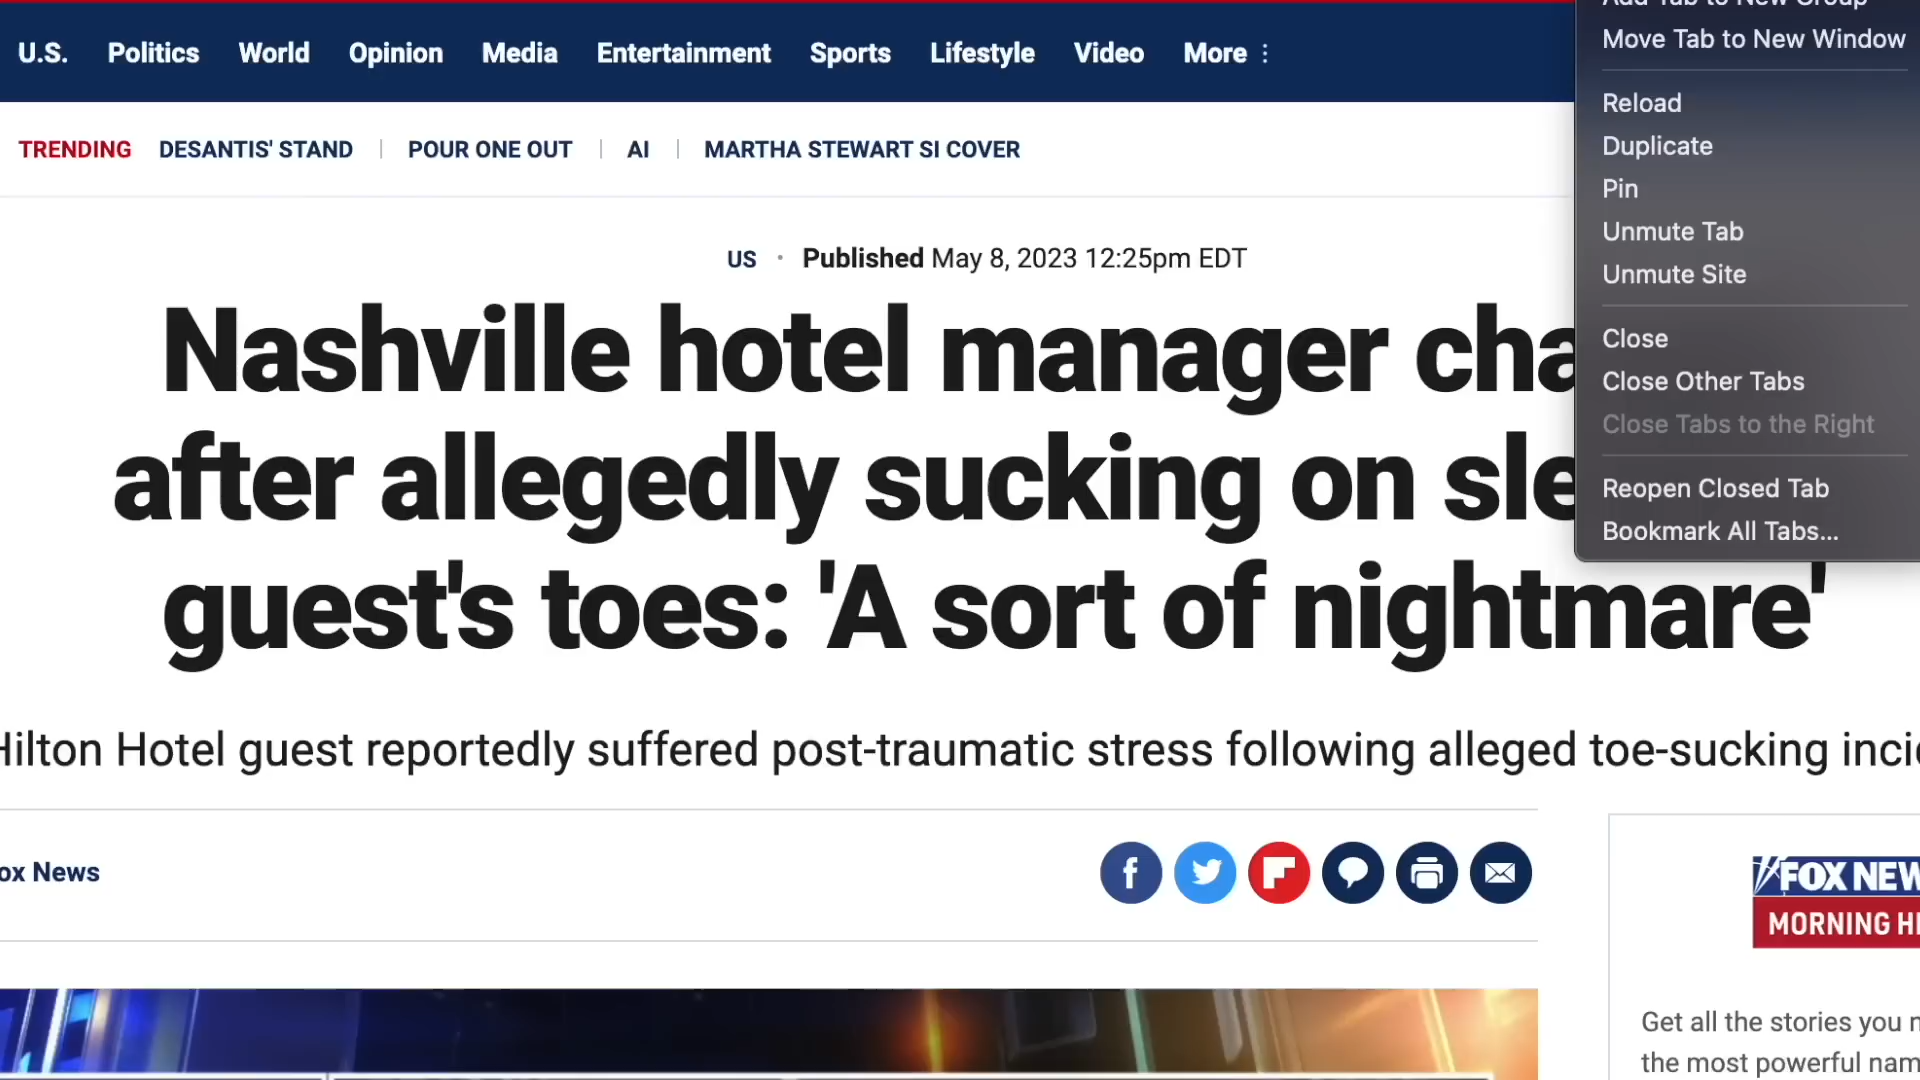 Add Tab to New Group
Move Tab to New Window
U.S. Politics World Opinion Media Entertainment Sports Lifestyle Video More
Reload
Duplicate
Pin
Unmute Tab
Unmute Site
Close
Close Other Tabs
Close Tabs to the Right
Reopen Closed Tab
Bookmark All Tabs...
TRENDING DESANTIS' STAND POUR ONE OUT AI MARTHA STEWART SI COVER
US · Published May 8, 2023 12:25pm EDT
Nashville hotel manager cha
after allegedly sucking on sle
guest's toes: 'A sort of nightmare'
Hilton Hotel guest reportedly suffered post-traumatic stress following alleged toe-sucking inci
ox News
FOX NEW
MORNING H
Get all the stories you n
the most powerful nam